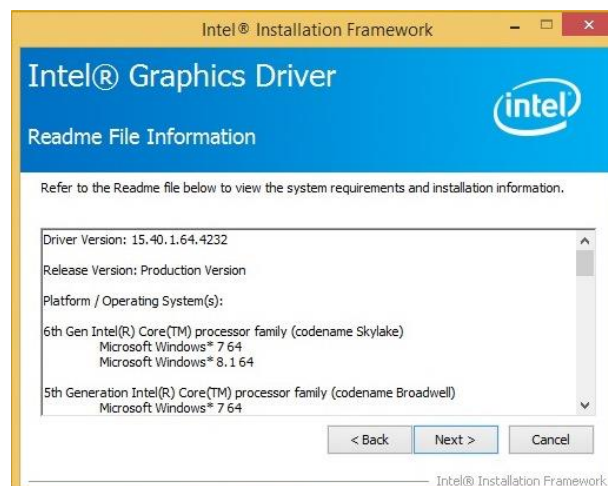 Intel® Installation Framework
Intel® Graphics Driver
intel
Readme File Information
Refer to the Readme file below to view the system requirements and installation information.
Driver Version: 15.40.1.64.4232
Release Version: Production Version
Platform / Operating System(s):
6th Gen Intel(R) Core(TM) processor family (codename Skylake)
Microsoft Windows* 7 64
Microsoft Windows* 8.1 64
5th Generation Intel(R) Core(TM) processor family (codename Broadwell)
Microsoft Windows* 7 64
< Back Next > Cancel
Intel® Installation Framework